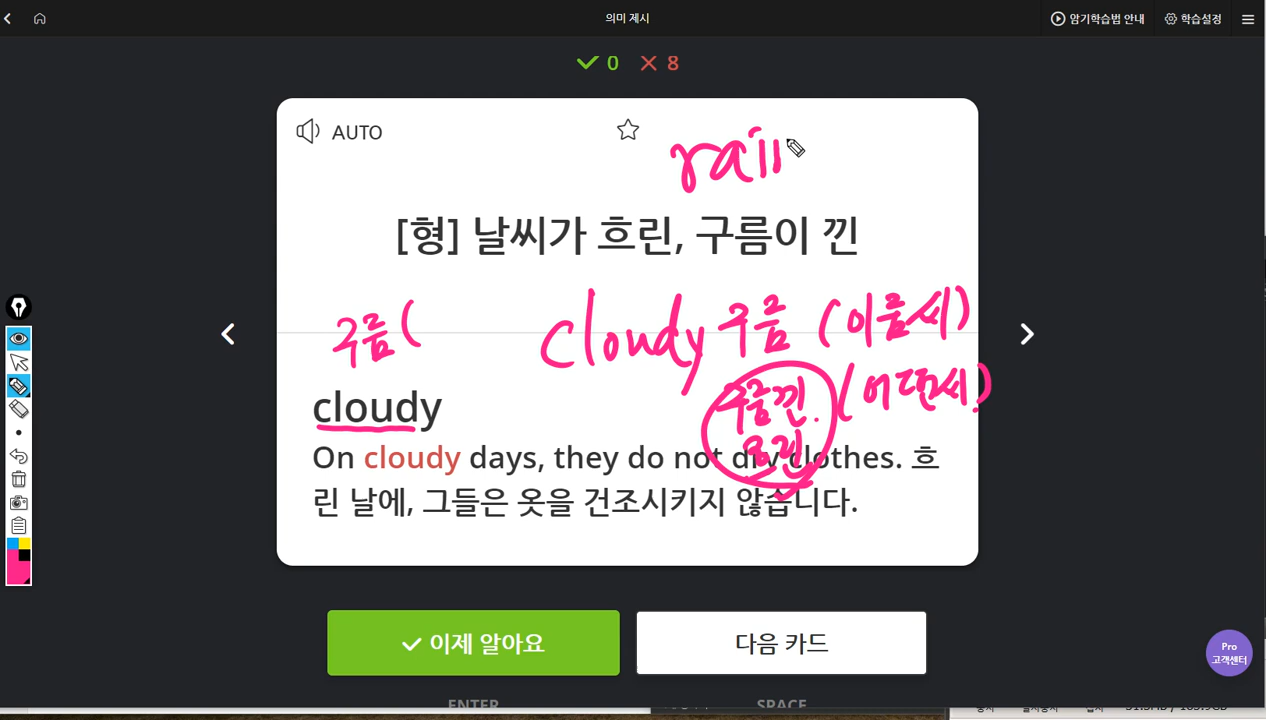 의미 제시
암기학습법 안내
학습설정
0 8
AUTO
[형] 날씨가 흐린, 구름이 낀
구름(
cloudy 구름 (이름씨)
구름낀. (어떤씨)
흐린
cloudy
On cloudy days, they do not dry clothes. 흐
린 날에, 그들은 옷을 건조시키지 않습니다.
이제 알아요
다음 카드
Pro
고객센터
ENTER
SPACE